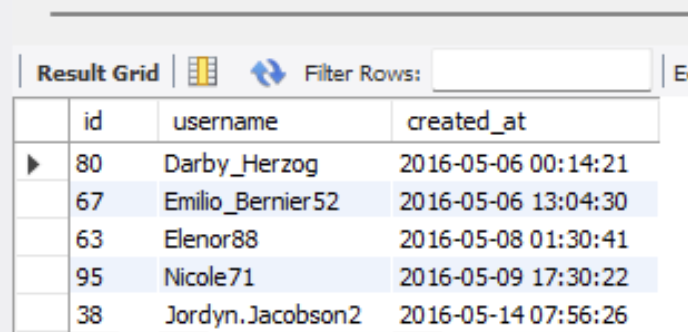 Result Grid Filter Rows: E
id username created_at
80 Darby_Herzog 2016-05-06 00:14:21
67 Emilio_Bernier52 2016-05-06 13:04:30
63 Elenor88 2016-05-08 01:30:41
95 Nicole71 2016-05-09 17:30:22
38 Jordyn.Jacobson2 2016-05-14 07:56:26